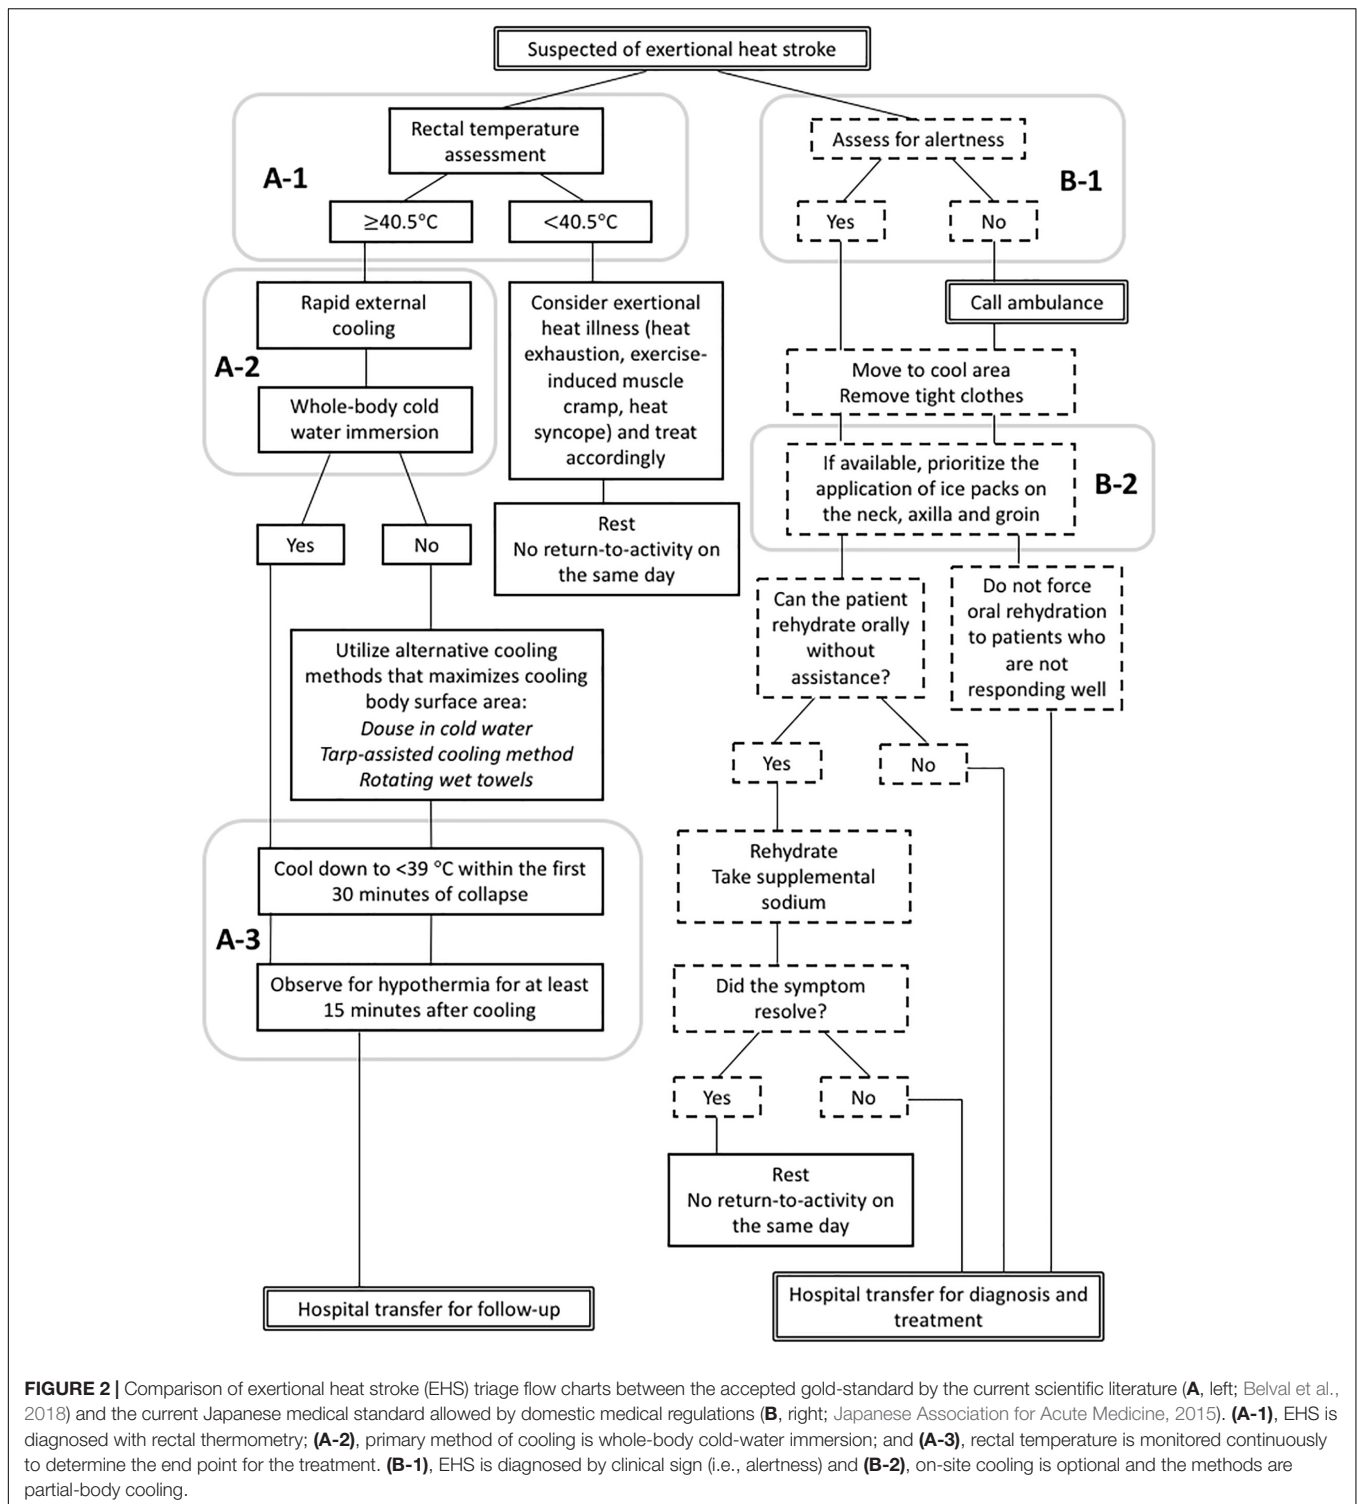 Suspected of exertional heat stroke
Rectal temperature
assessment
A-1
≥40.5°C
<40.5°C
Rapid external
cooling
A-2
Whole-body cold
water immersion
Consider exertional
heat illness (heat
exhaustion, exercise-
induced muscle
cramp, heat
syncope) and treat
accordingly
Yes
No
Rest
No return-to-activity on
the same day
Utilize alternative cooling
methods that maximizes cooling
body surface area:
Douse in cold water
Tarp-assisted cooling method
Rotating wet towels
Cool down to <39 °C within the first
30 minutes of collapse
A-3
Observe for hypothermia for at least
15 minutes after cooling
Hospital transfer for follow-up
Assess for alertness
B-1
Yes
No
Call ambulance
Move to cool area
Remove tight clothes
If available, prioritize the
application of ice packs on
the neck, axilla and groin
B-2
Can the patient
rehydrate orally
without
assistance?
Do not force
oral rehydration
to patients who
are not
responding well
Yes
No
Rehydrate
Take supplemental
sodium
Did the symptom
resolve?
Yes
No
Rest
No return-to-activity on
the same day
Hospital transfer for diagnosis and
treatment
FIGURE 2 | Comparison of exertional heat stroke (EHS) triage flow charts between the accepted gold-standard by the current scientific literature (A, left; Belval et al.,
2018) and the current Japanese medical standard allowed by domestic medical regulations (B, right; Japanese Association for Acute Medicine, 2015). (A-1), EHS is
diagnosed with rectal thermometry; (A-2), primary method of cooling is whole-body cold-water immersion; and (A-3), rectal temperature is monitored continuously
to determine the end point for the treatment. (B-1), EHS is diagnosed by clinical sign (i.e., alertness) and (B-2), on-site cooling is optional and the methods are
partial-body cooling.